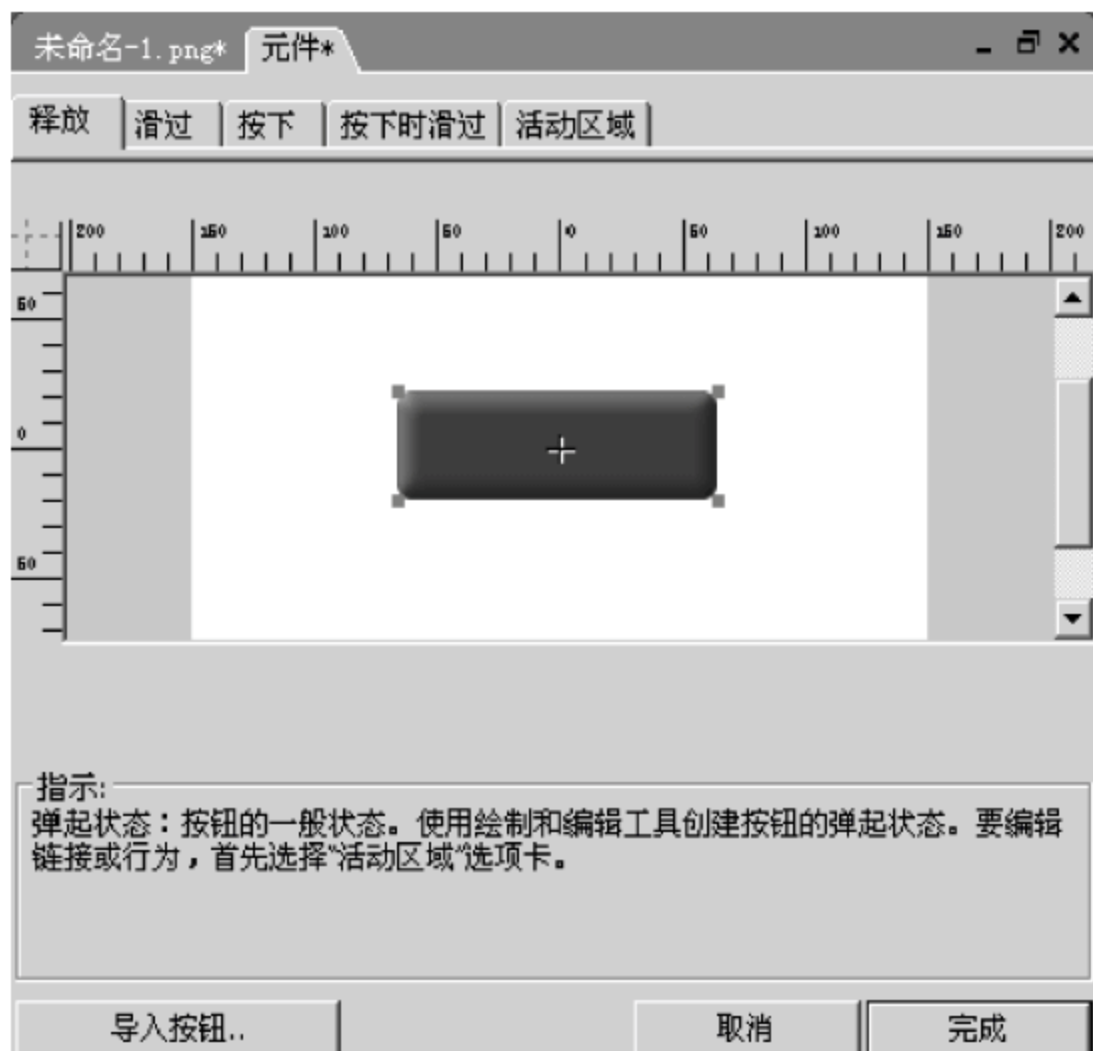 未命名-1.png* 元件*
释放 滑过 按下 按下时滑过 活动区域
200 150 100 50 0 50 100 150 200
50
0
50
指示:
弹起状态：按钮的一般状态。使用绘制和编辑工具创建按钮的弹起状态。要编辑
链接或行为，首先选择“活动区域”选项卡。
导入按钮.. 取消 完成